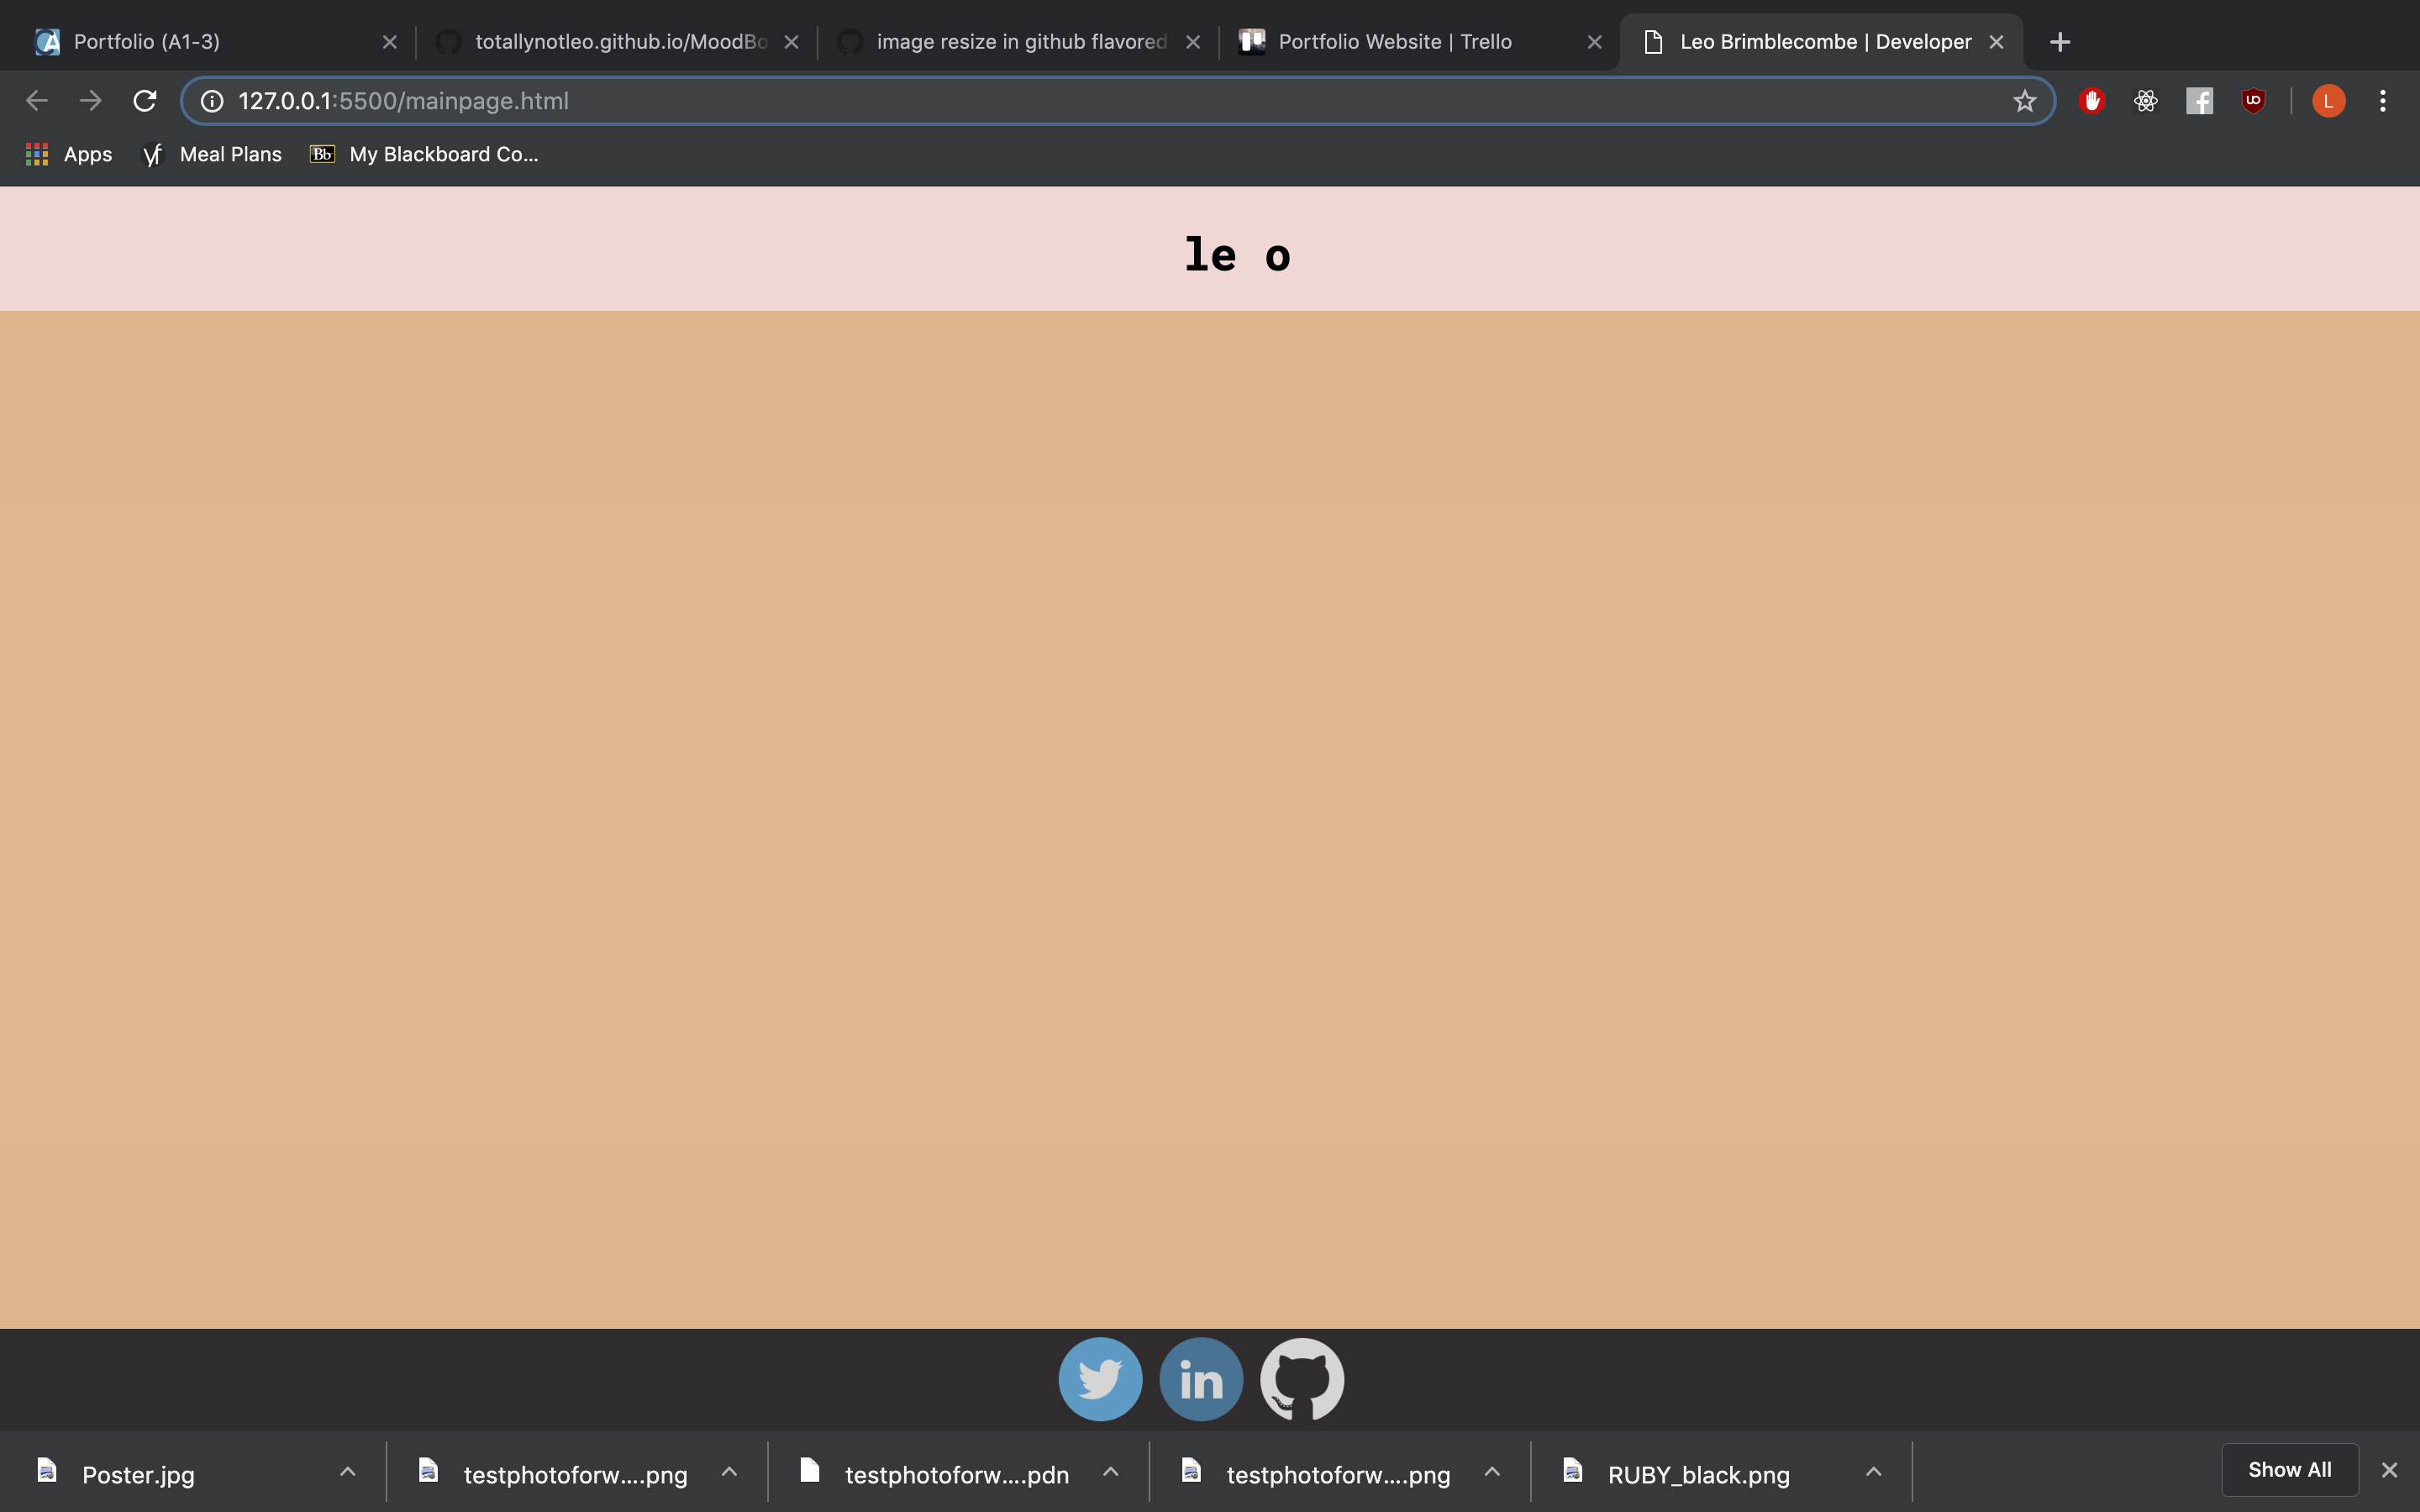 Portfolio (A1-3)
totallynotleo.github.io/MoodBo
image resize in github flavored
Portfolio Website | Trello
Leo Brimblecombe | Developer
127.0.0.1:5500/mainpage.html
L
Apps
Meal Plans
Bb
My Blackboard Co...
le o
in
Poster.jpg
testphotoforw....png
testphotoforw....pdn
testphotoforw....png
RUBY_black.png
Show All